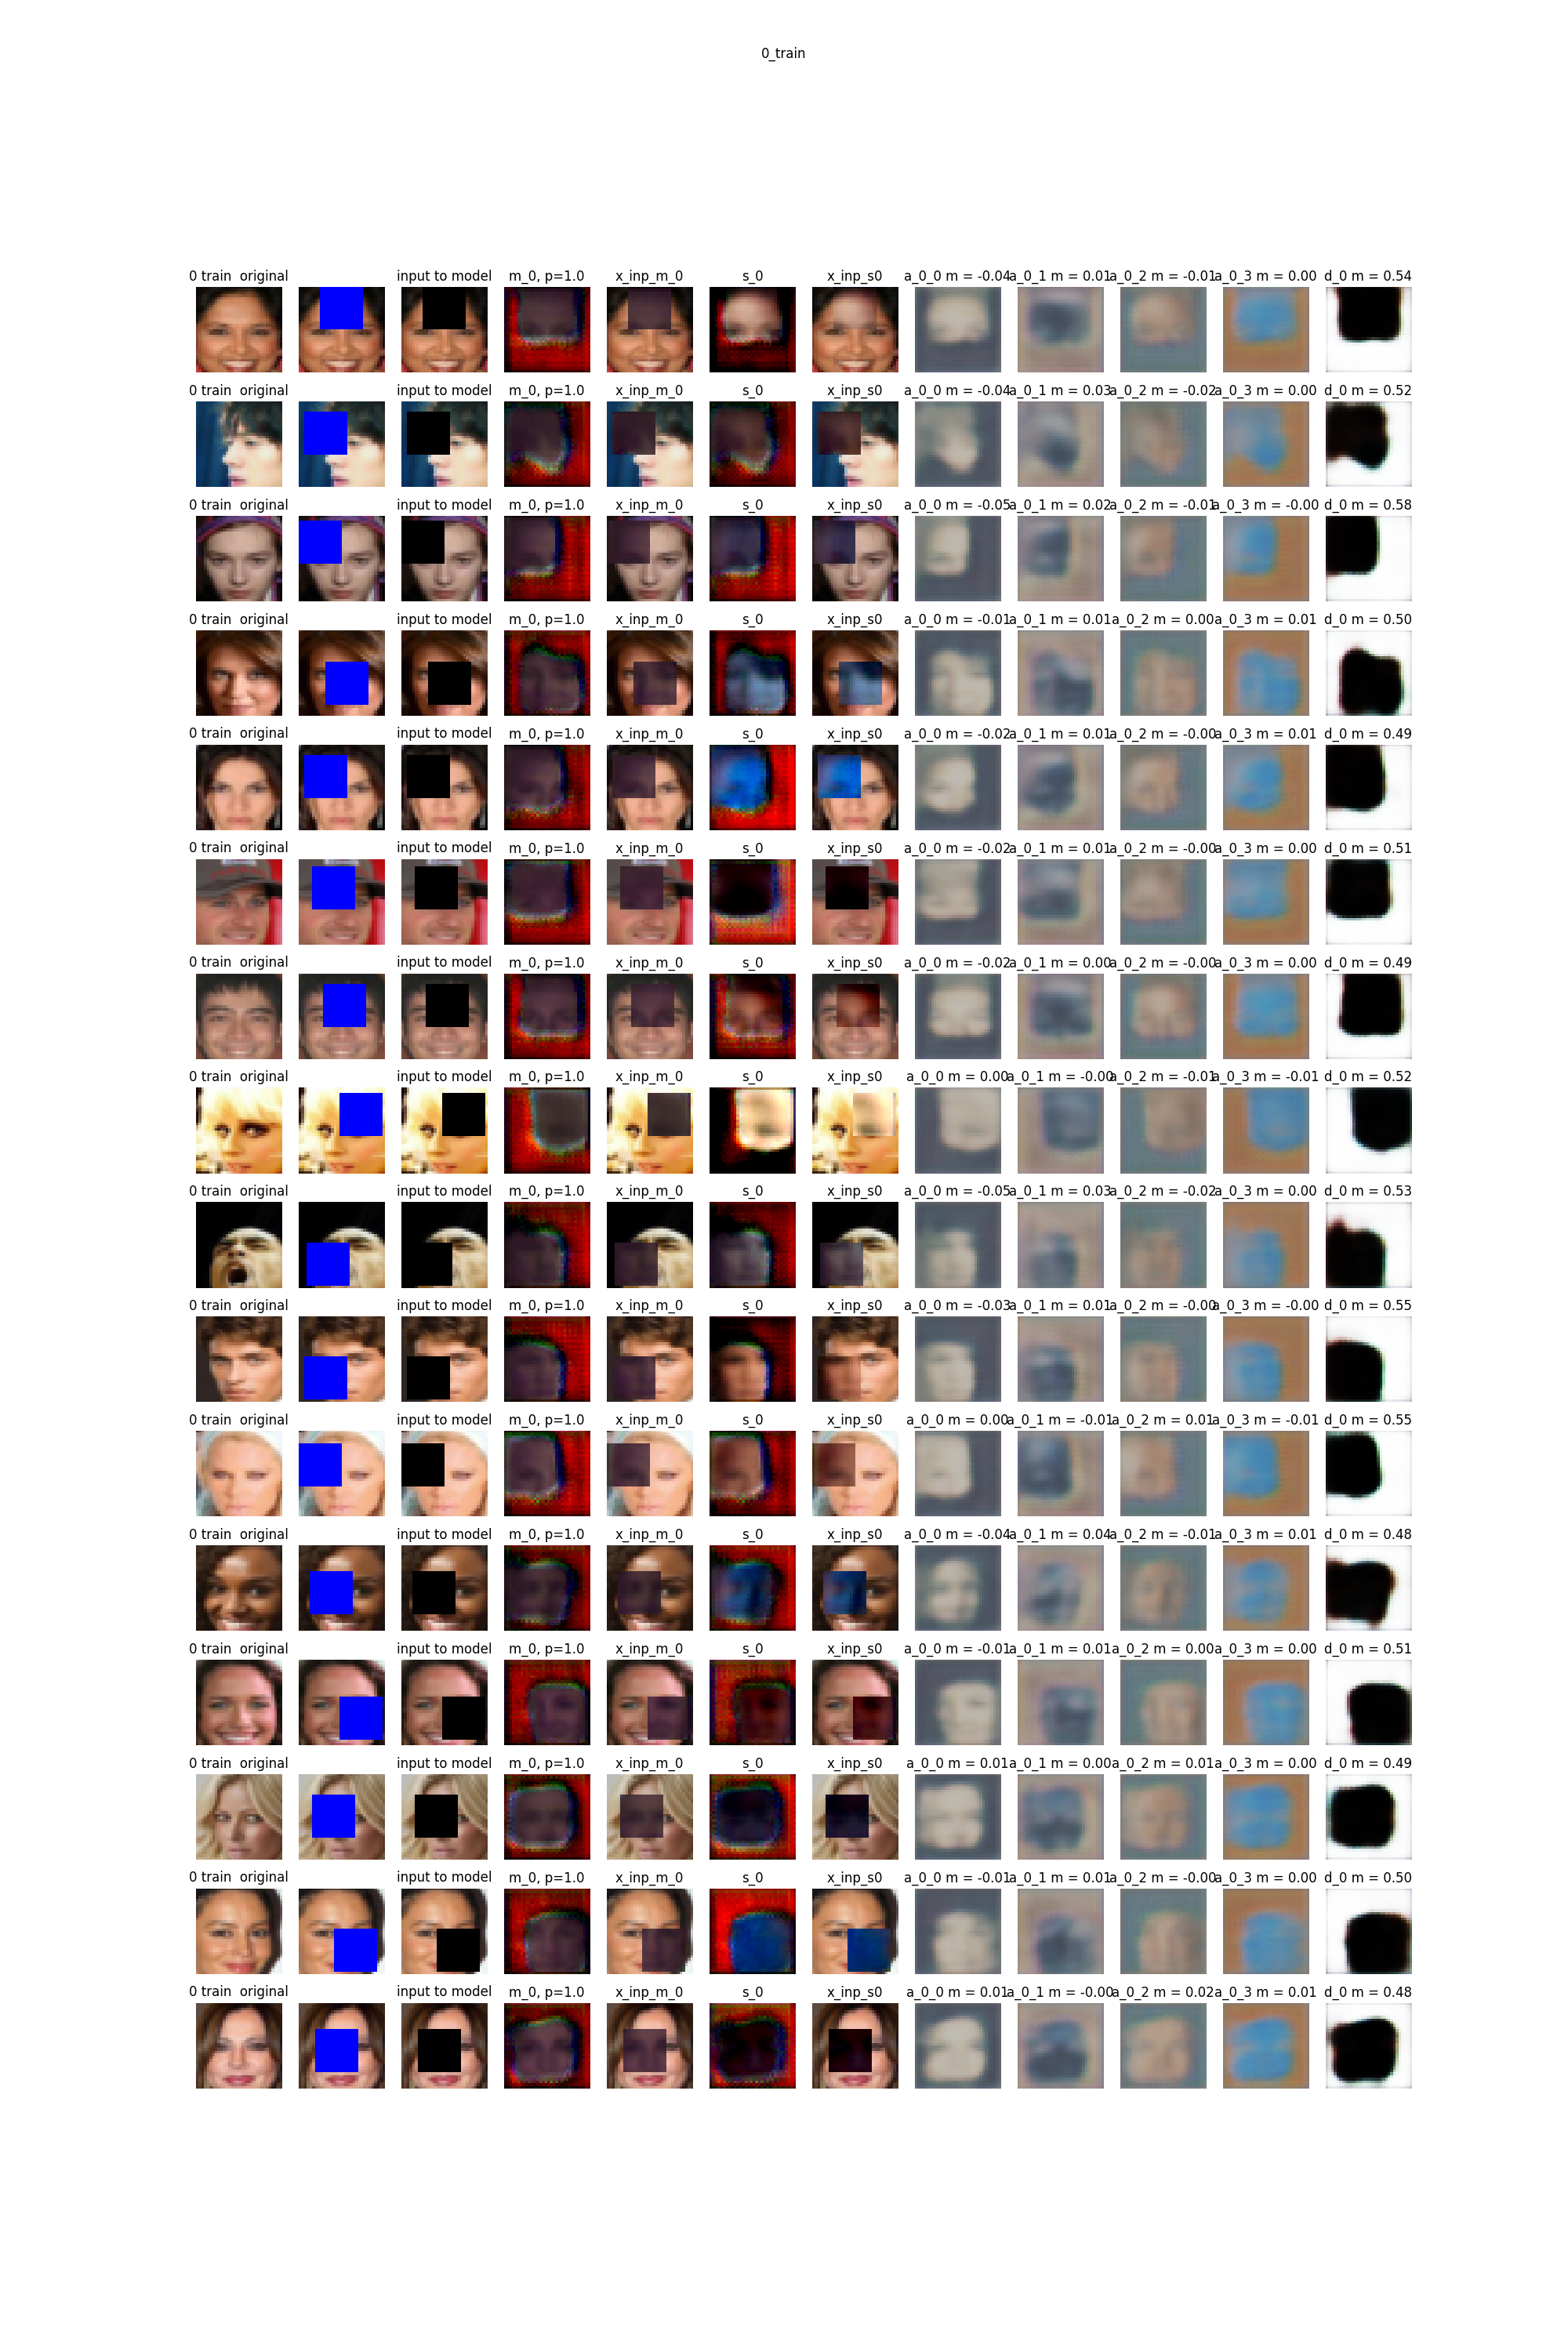 0_train
0 train  original input to model m_0, p=1.0 x_inp_m_0 s_0 x_inp_s0 a_0_0 m = -0.04 a_0_1 m = 0.01 a_0_2 m = -0.01 a_0_3 m = 0.00 d_0 m = 0.54
0 train  original input to model m_0, p=1.0 x_inp_m_0 s_0 x_inp_s0 a_0_0 m = -0.04 a_0_1 m = 0.03 a_0_2 m = -0.02 a_0_3 m = 0.00 d_0 m = 0.52
0 train  original input to model m_0, p=1.0 x_inp_m_0 s_0 x_inp_s0 a_0_0 m = -0.05 a_0_1 m = 0.02 a_0_2 m = -0.01 a_0_3 m = -0.00 d_0 m = 0.58
0 train  original input to model m_0, p=1.0 x_inp_m_0 s_0 x_inp_s0 a_0_0 m = -0.01 a_0_1 m = 0.01 a_0_2 m = 0.00 a_0_3 m = 0.01 d_0 m = 0.50
0 train  original input to model m_0, p=1.0 x_inp_m_0 s_0 x_inp_s0 a_0_0 m = -0.02 a_0_1 m = 0.01 a_0_2 m = -0.00 a_0_3 m = 0.01 d_0 m = 0.49
0 train  original input to model m_0, p=1.0 x_inp_m_0 s_0 x_inp_s0 a_0_0 m = -0.02 a_0_1 m = 0.01 a_0_2 m = -0.00 a_0_3 m = 0.00 d_0 m = 0.51
0 train  original input to model m_0, p=1.0 x_inp_m_0 s_0 x_inp_s0 a_0_0 m = -0.02 a_0_1 m = 0.00 a_0_2 m = -0.00 a_0_3 m = 0.00 d_0 m = 0.49
0 train  original input to model m_0, p=1.0 x_inp_m_0 s_0 x_inp_s0 a_0_0 m = 0.00 a_0_1 m = -0.00 a_0_2 m = -0.01 a_0_3 m = -0.01 d_0 m = 0.52
0 train  original input to model m_0, p=1.0 x_inp_m_0 s_0 x_inp_s0 a_0_0 m = -0.05 a_0_1 m = 0.03 a_0_2 m = -0.02 a_0_3 m = 0.00 d_0 m = 0.53
0 train  original input to model m_0, p=1.0 x_inp_m_0 s_0 x_inp_s0 a_0_0 m = -0.03 a_0_1 m = 0.01 a_0_2 m = -0.00 a_0_3 m = -0.00 d_0 m = 0.55
0 train  original input to model m_0, p=1.0 x_inp_m_0 s_0 x_inp_s0 a_0_0 m = 0.00 a_0_1 m = -0.01 a_0_2 m = 0.01 a_0_3 m = -0.01 d_0 m = 0.55
0 train  original input to model m_0, p=1.0 x_inp_m_0 s_0 x_inp_s0 a_0_0 m = -0.04 a_0_1 m = 0.04 a_0_2 m = -0.01 a_0_3 m = 0.01 d_0 m = 0.48
0 train  original input to model m_0, p=1.0 x_inp_m_0 s_0 x_inp_s0 a_0_0 m = -0.01 a_0_1 m = 0.01 a_0_2 m = 0.00 a_0_3 m = 0.00 d_0 m = 0.51
0 train  original input to model m_0, p=1.0 x_inp_m_0 s_0 x_inp_s0 a_0_0 m = 0.01 a_0_1 m = 0.00 a_0_2 m = 0.01 a_0_3 m = 0.00 d_0 m = 0.49
0 train  original input to model m_0, p=1.0 x_inp_m_0 s_0 x_inp_s0 a_0_0 m = -0.01 a_0_1 m = 0.01 a_0_2 m = -0.00 a_0_3 m = 0.00 d_0 m = 0.50
0 train  original input to model m_0, p=1.0 x_inp_m_0 s_0 x_inp_s0 a_0_0 m = 0.01 a_0_1 m = -0.00 a_0_2 m = 0.02 a_0_3 m = 0.01 d_0 m = 0.48